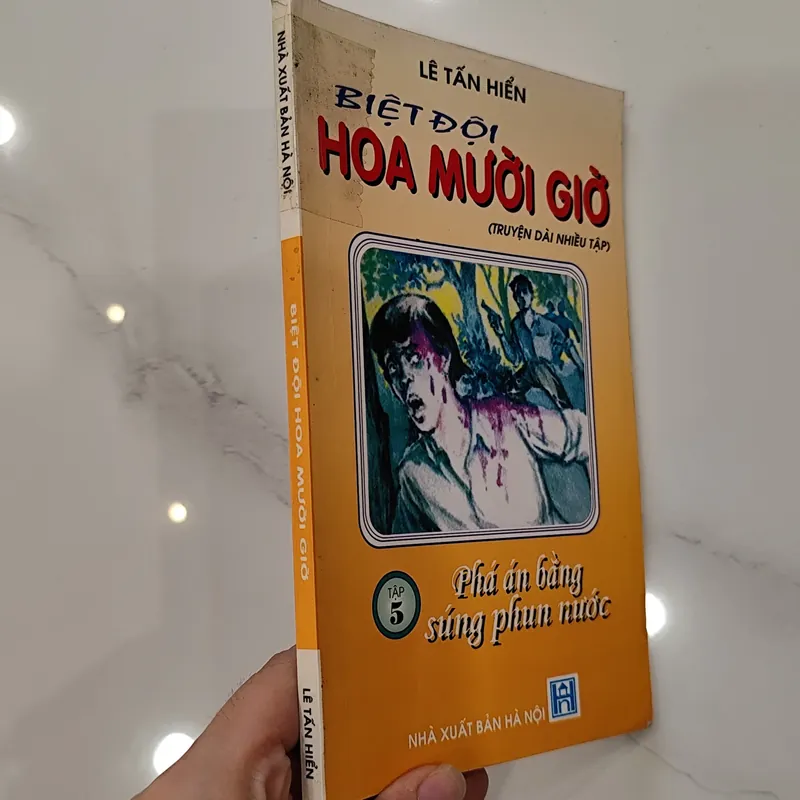 LÊ TẤN HIỂN
BIỆT ĐỘI
HOA MƯỜI GIỜ
(TRUYỆN DÀI NHIỀU TẬP)
TẬP
5
Phá án bằng
súng phun nước
NHÀ XUẤT BẢN HÀ NỘI
NHÀ XUẤT BẢN HÀ NỘI
BIỆT ĐỘI HOA MƯỜI GIỜ
LÊ TẤN HIỂN